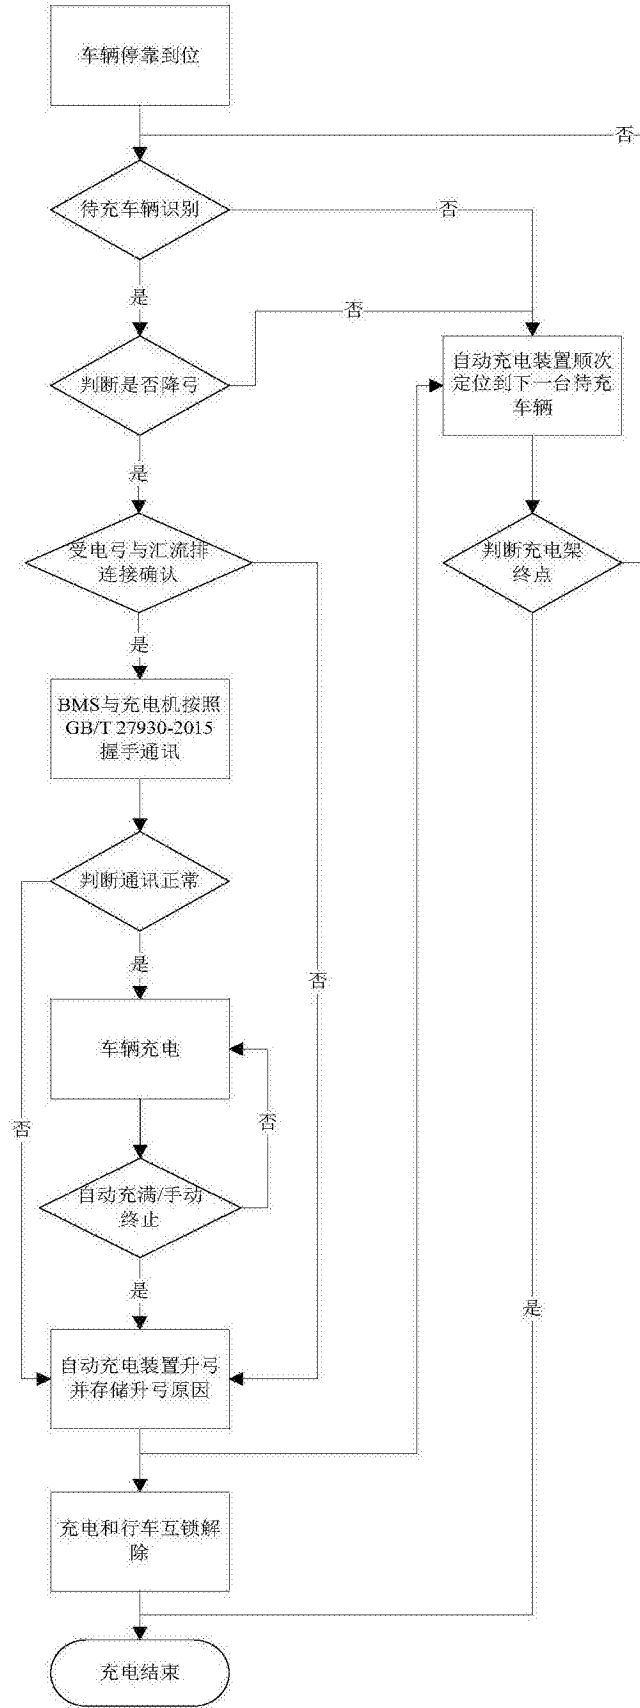 车辆停靠到位
否
待充车辆识别
否
是
否
判断是否降弓
自动充电装置顺次
定位到下一台待充
车辆
是
受电弓与汇流排
连接确认
判断充电架
终点
是
BMS与充电机按照
GB/T 27930-2015
握手通讯
判断通讯正常
是
否
车辆充电
否
否
自动充满/手动
终止
是
是
自动充电装置升弓
并存储升弓原因
充电和行车互锁解
除
充电结束